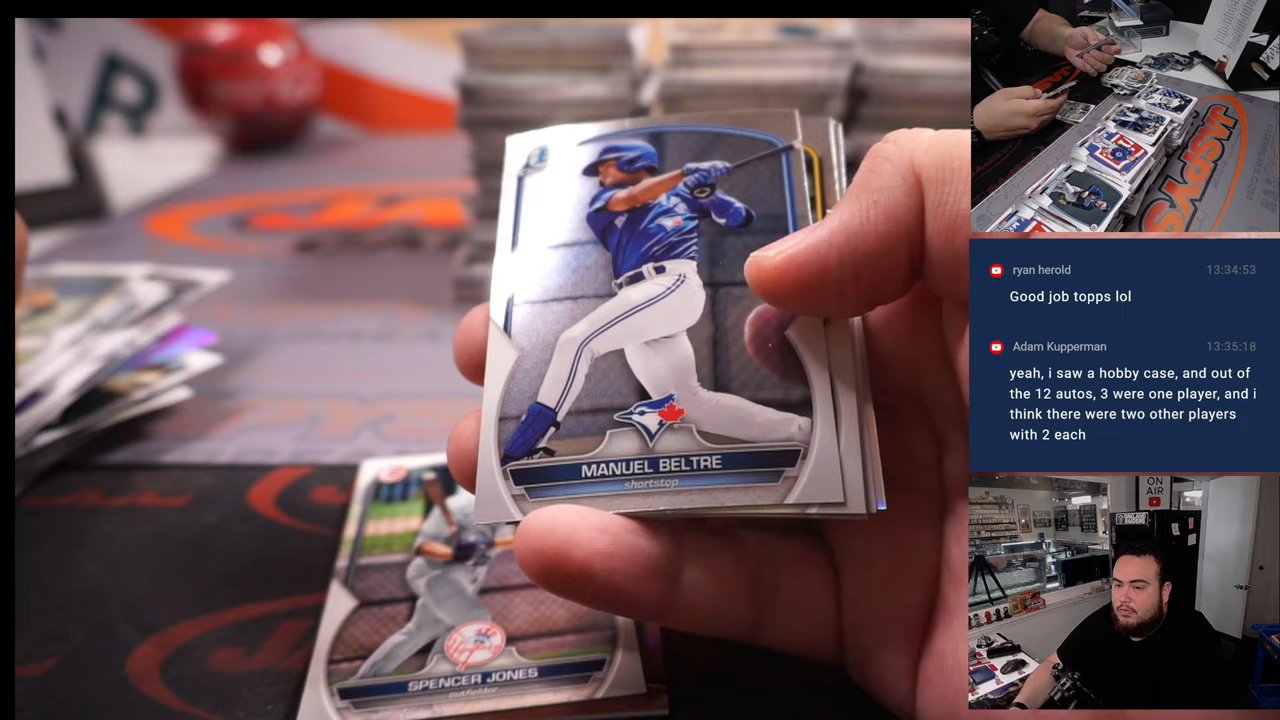 R
MANUEL BELTRE
shortstop
SPENCER JONES
outfielder
JASPYS
ryan herold 13:34:53
Good job topps lol
Adam Kupperman 13:35:18
yeah, i saw a hobby case, and out of
the 12 autos, 3 were one player, and i
think there were two other players
with 2 each
ON
AIR